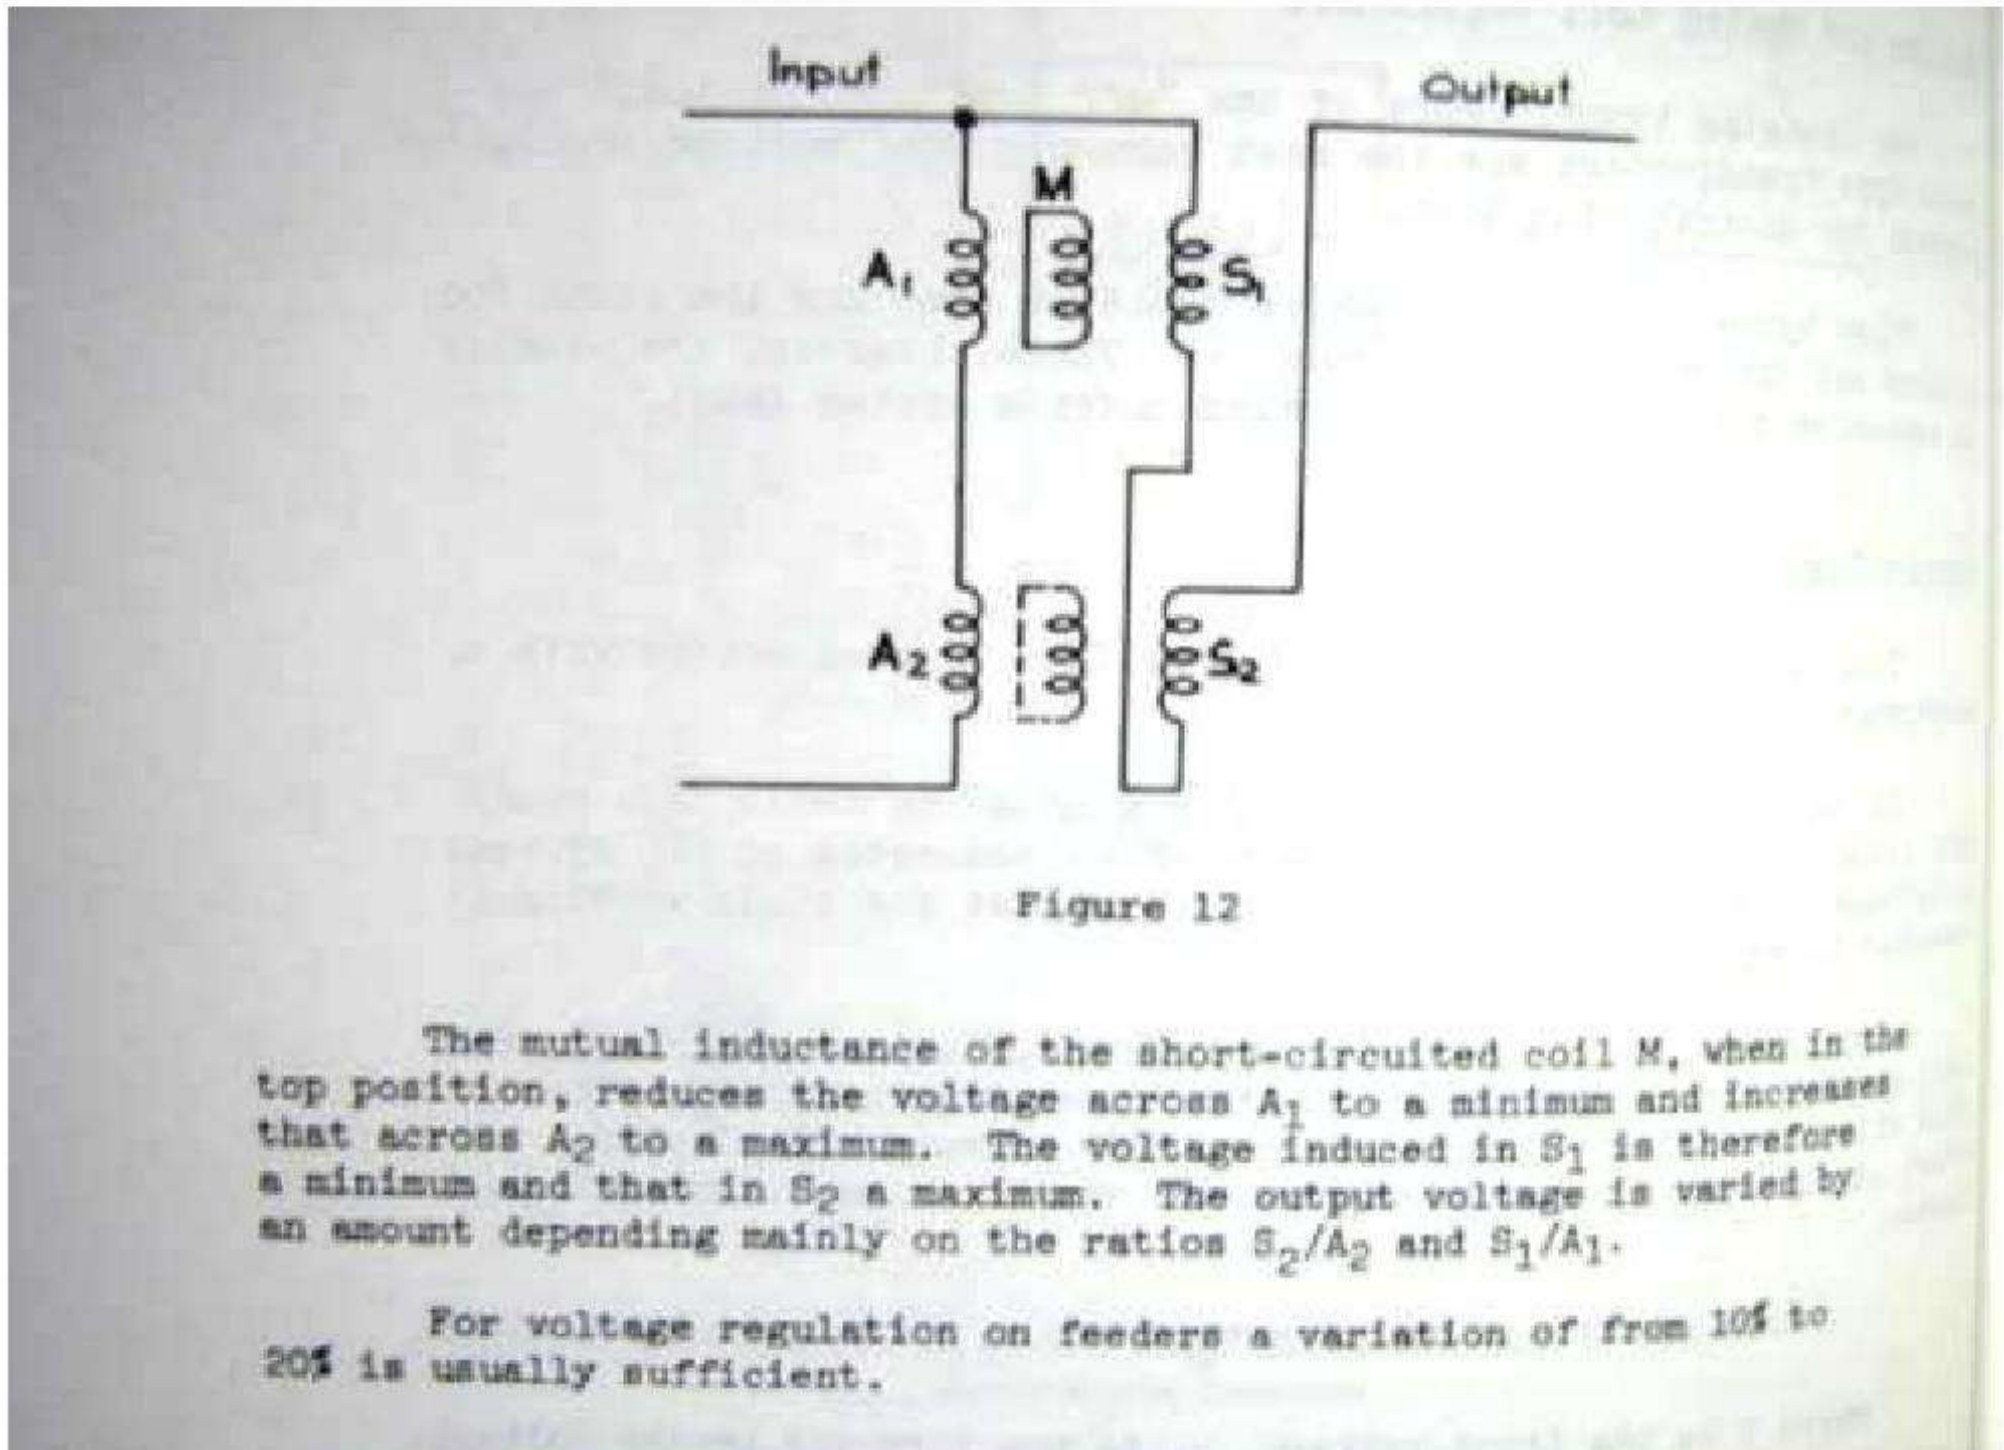 Input
Output
M
A1
S1
A2
S2
Figure 12
The mutual inductance of the short-circuited coil M, when in the
top position, reduces the voltage across A1 to a minimum and increases
that across A2 to a maximum. The voltage induced in S1 is therefore
a minimum and that in S2 a maximum. The output voltage is varied by
an amount depending mainly on the ratios S2/A2 and S1/A1.
For voltage regulation on feeders a variation of from 10% to
20% is usually sufficient.